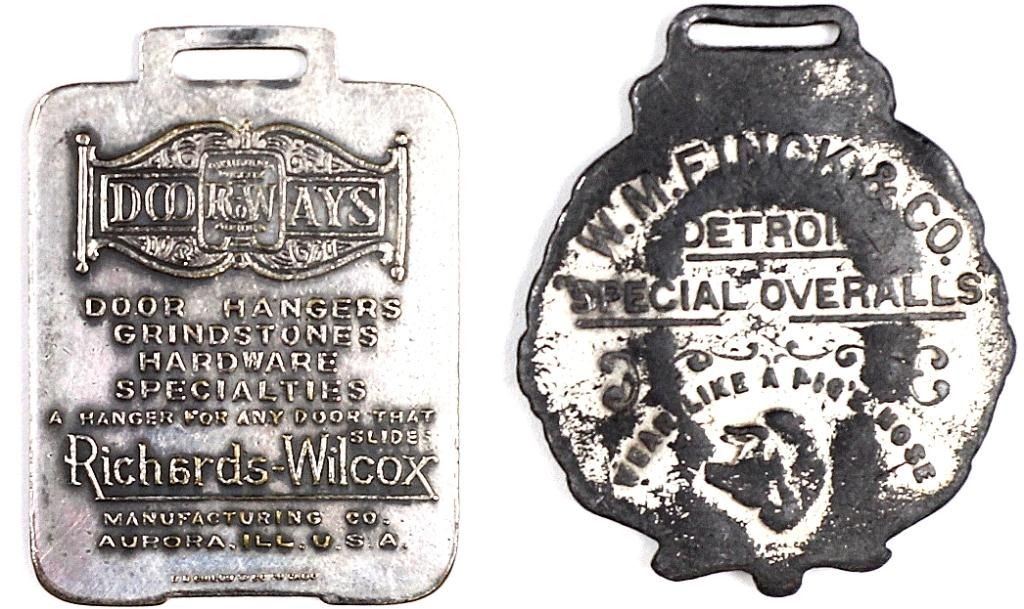 DOORWAYS
DOOR HANGERS
GRINDSTONES
HARDWARE
SPECIALTIES
A HANGER FOR ANY DOOR THAT
SLIDES
Richards-Wilcox
MANUFACTURING CO.
AURORA, ILL. U.S.A.
W.M. FINCK & CO.
DETROIT
SPECIAL OVERALLS
WEAR LIKE A PIG'S NOSE